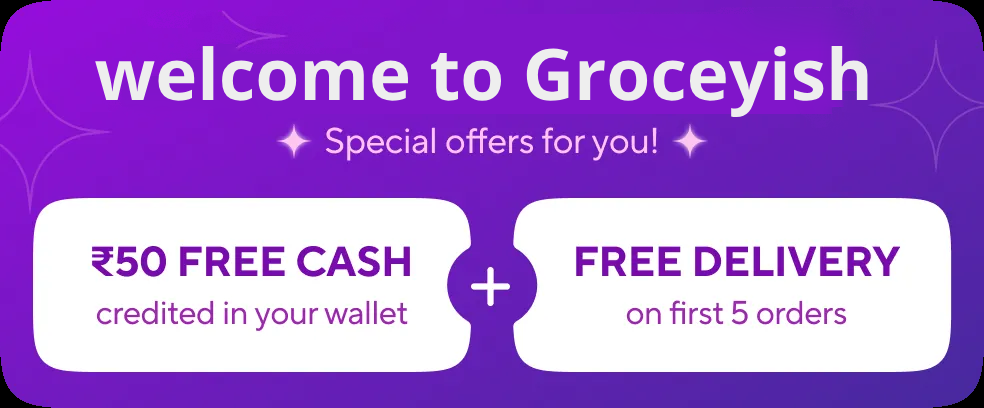 welcome to Groceyish
Special offers for you!
₹50 FREE CASH
credited in your wallet
+
FREE DELIVERY
on first 5 orders